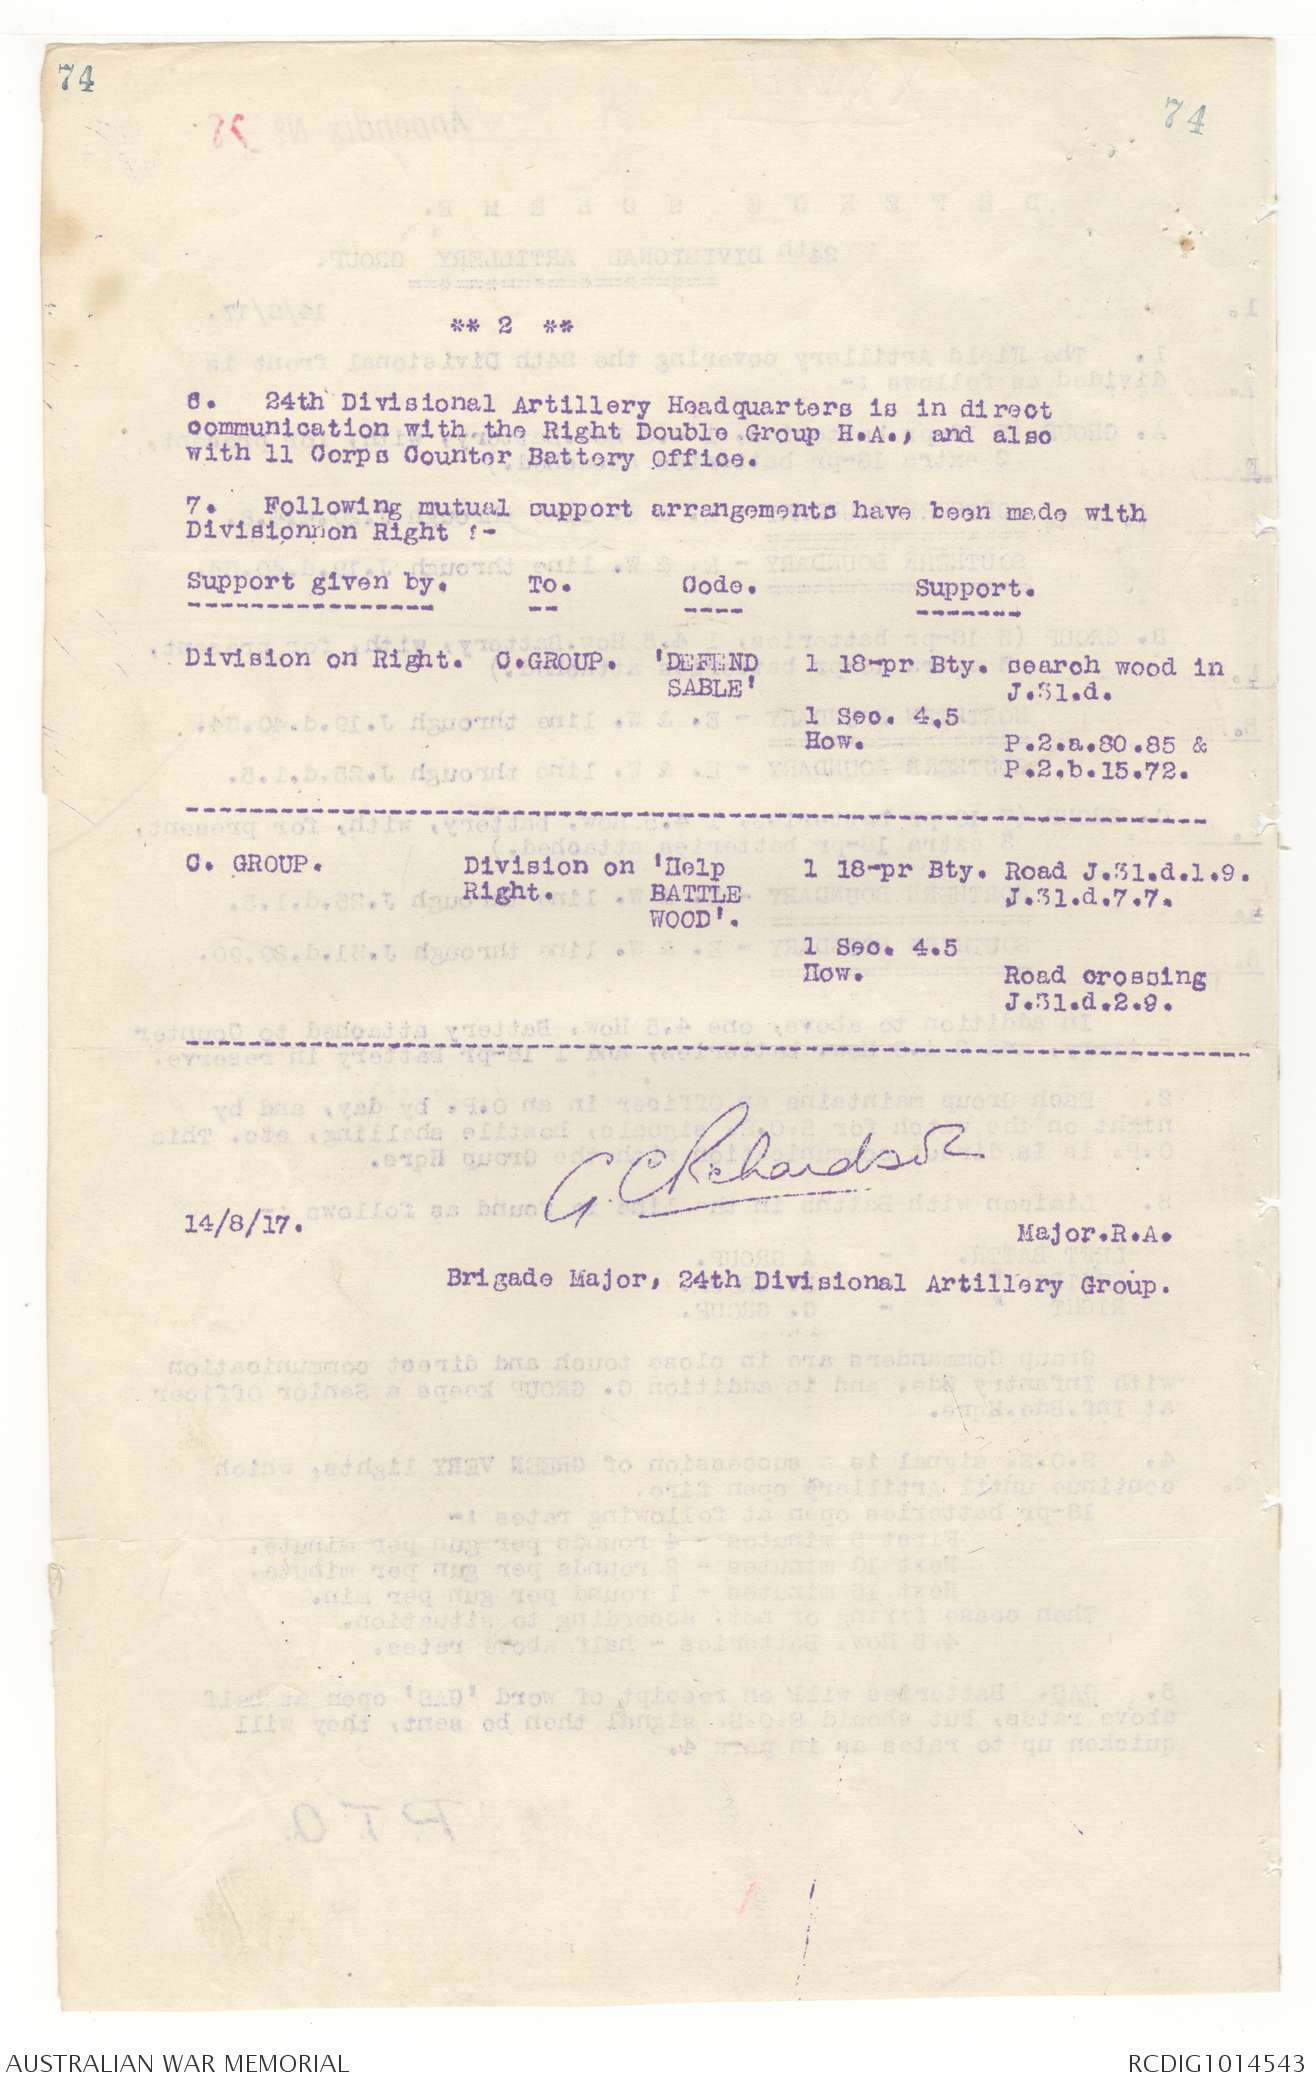 74
74
** 2 **
6. 24th Divisional Artillery Headquarters is in direct
communication with the Right Double Group H.A., and also
with 11 Corps Counter Battery Office.
7. Following mutual support arrangements have been made with
Divisionnon Right :-
Support given by. To. Code. Support.
Division on Right. C.GROUP. 'DEFEND 1 18-pr Bty. search wood in
SABLE' J.31.d.
1 Sec. 4.5
How. P.2.a.80.85 &
P.2.b.15.72.
C. GROUP. Division on 'Help 1 18-pr Bty. Road J.31.d.1.9.
Right. BATTLE J.31.d.7.7.
WOOD'.
1 Sec. 4.5
How. Road crossing
J.31.d.2.9.
G. C Richardson
14/8/17.
Major.R.A.
Brigade Major, 24th Divisional Artillery Group.
AUSTRALIAN WAR MEMORIAL RCDIG1014543